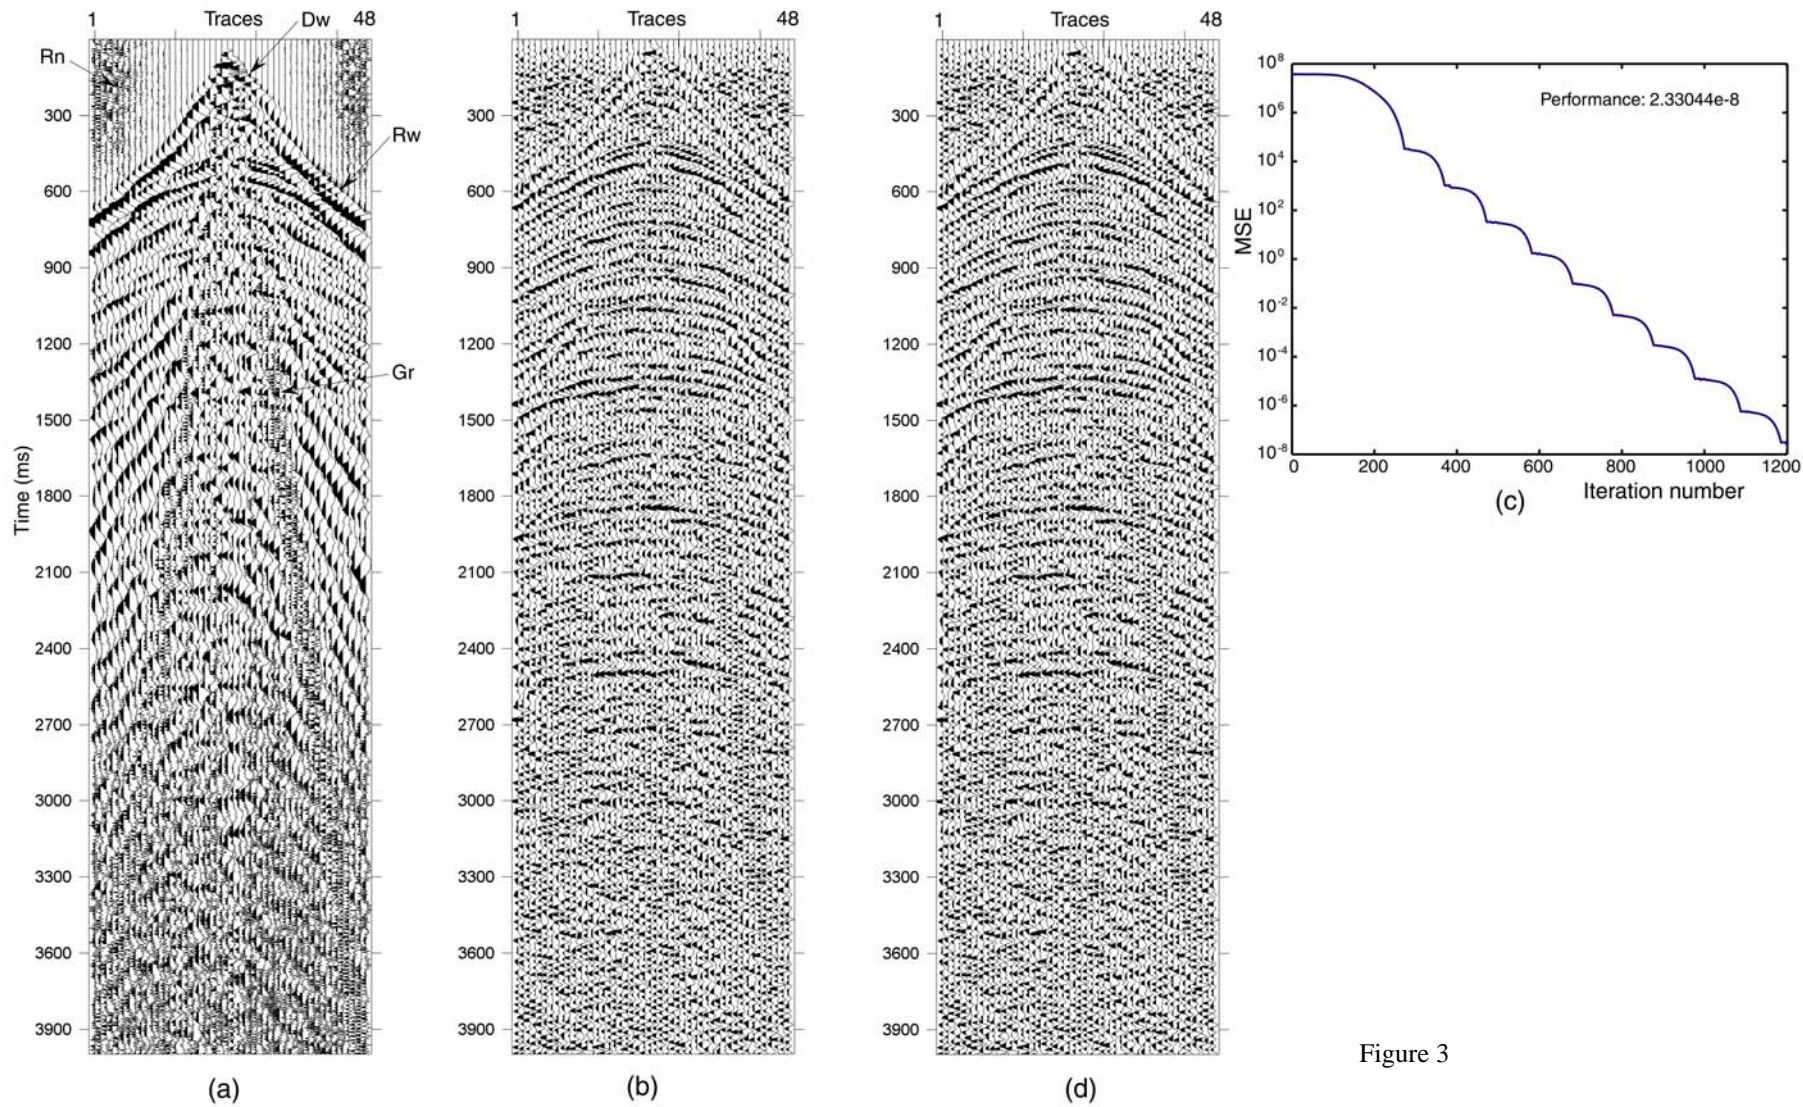 1 Traces 48
Dw
Rn
Rw
Gr
Time (ms)
300
600
900
1200
1500
1800
2100
2400
2700
3000
3300
3600
3900
(a)
1 Traces 48
300
600
900
1200
1500
1800
2100
2400
2700
3000
3300
3600
3900
(b)
1 Traces 48
300
600
900
1200
1500
1800
2100
2400
2700
3000
3300
3600
3900
(d)
Performance: 2.33044e-8
MSE
10^8
10^6
10^4
10^2
10^0
10^-2
10^-4
10^-6
10^-8
0 200 400 600 800 1000 1200
Iteration number
(c)
Figure 3